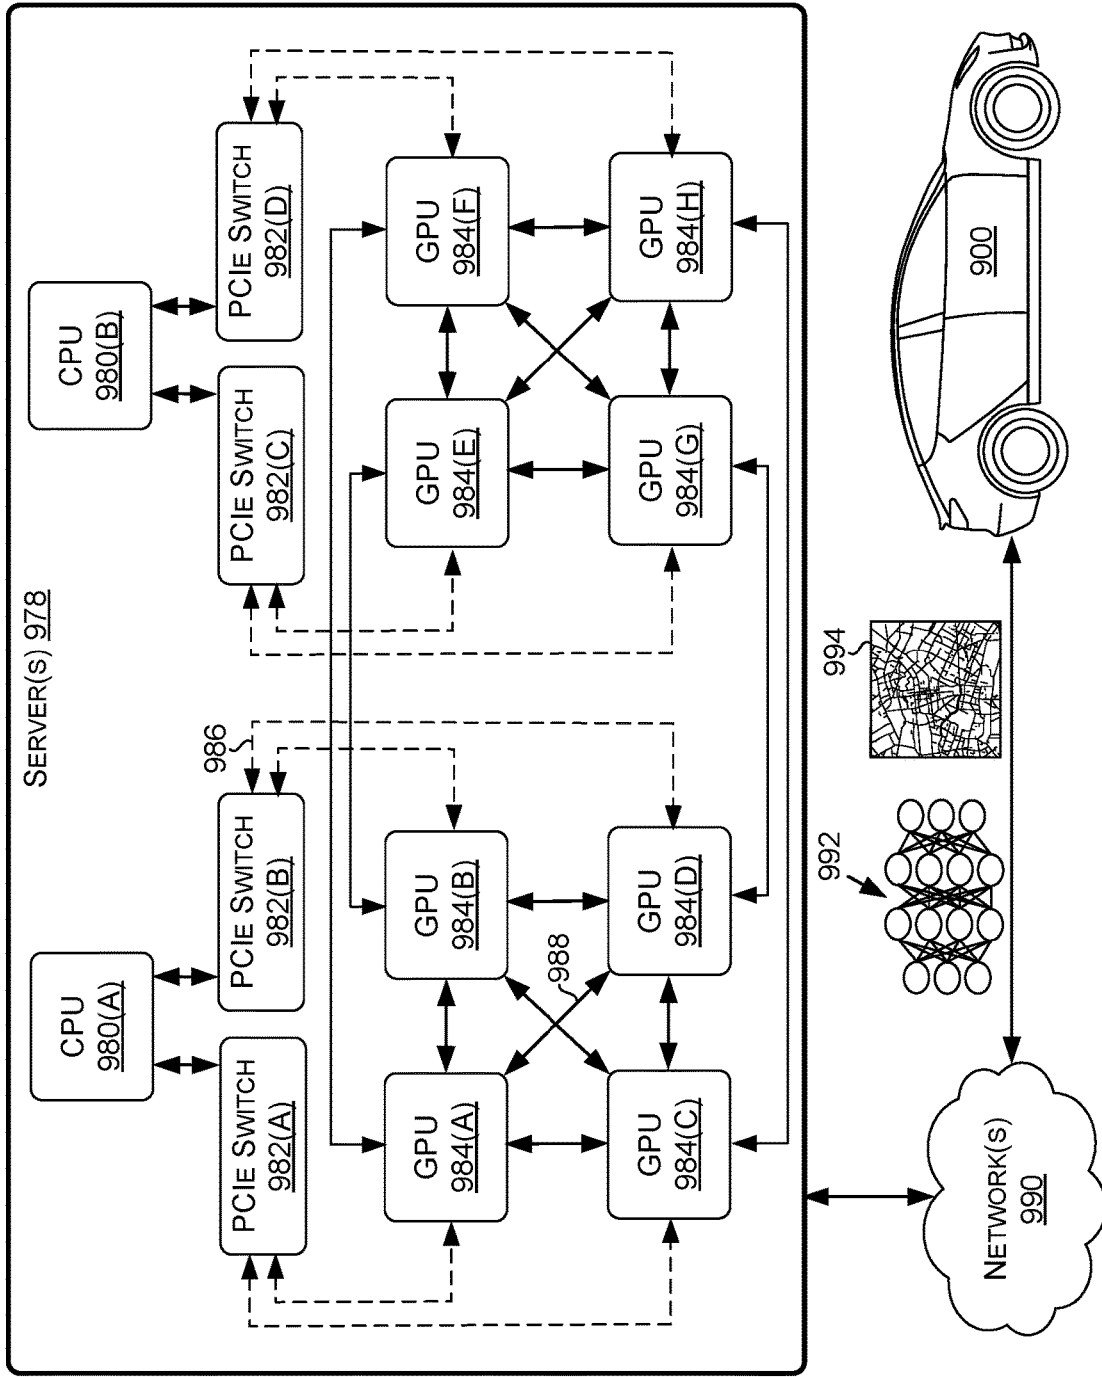 SERVER(S) 978
CPU
980(A)
CPU
980(B)
PCIE SWITCH
982(A)
PCIE SWITCH
982(B)
986
PCIE SWITCH
982(C)
PCIE SWITCH
982(D)
GPU
984(A)
GPU
984(B)
GPU
984(E)
GPU
984(F)
988
GPU
984(C)
GPU
984(D)
GPU
984(G)
GPU
984(H)
NETWORK(S)
990
992
994
900